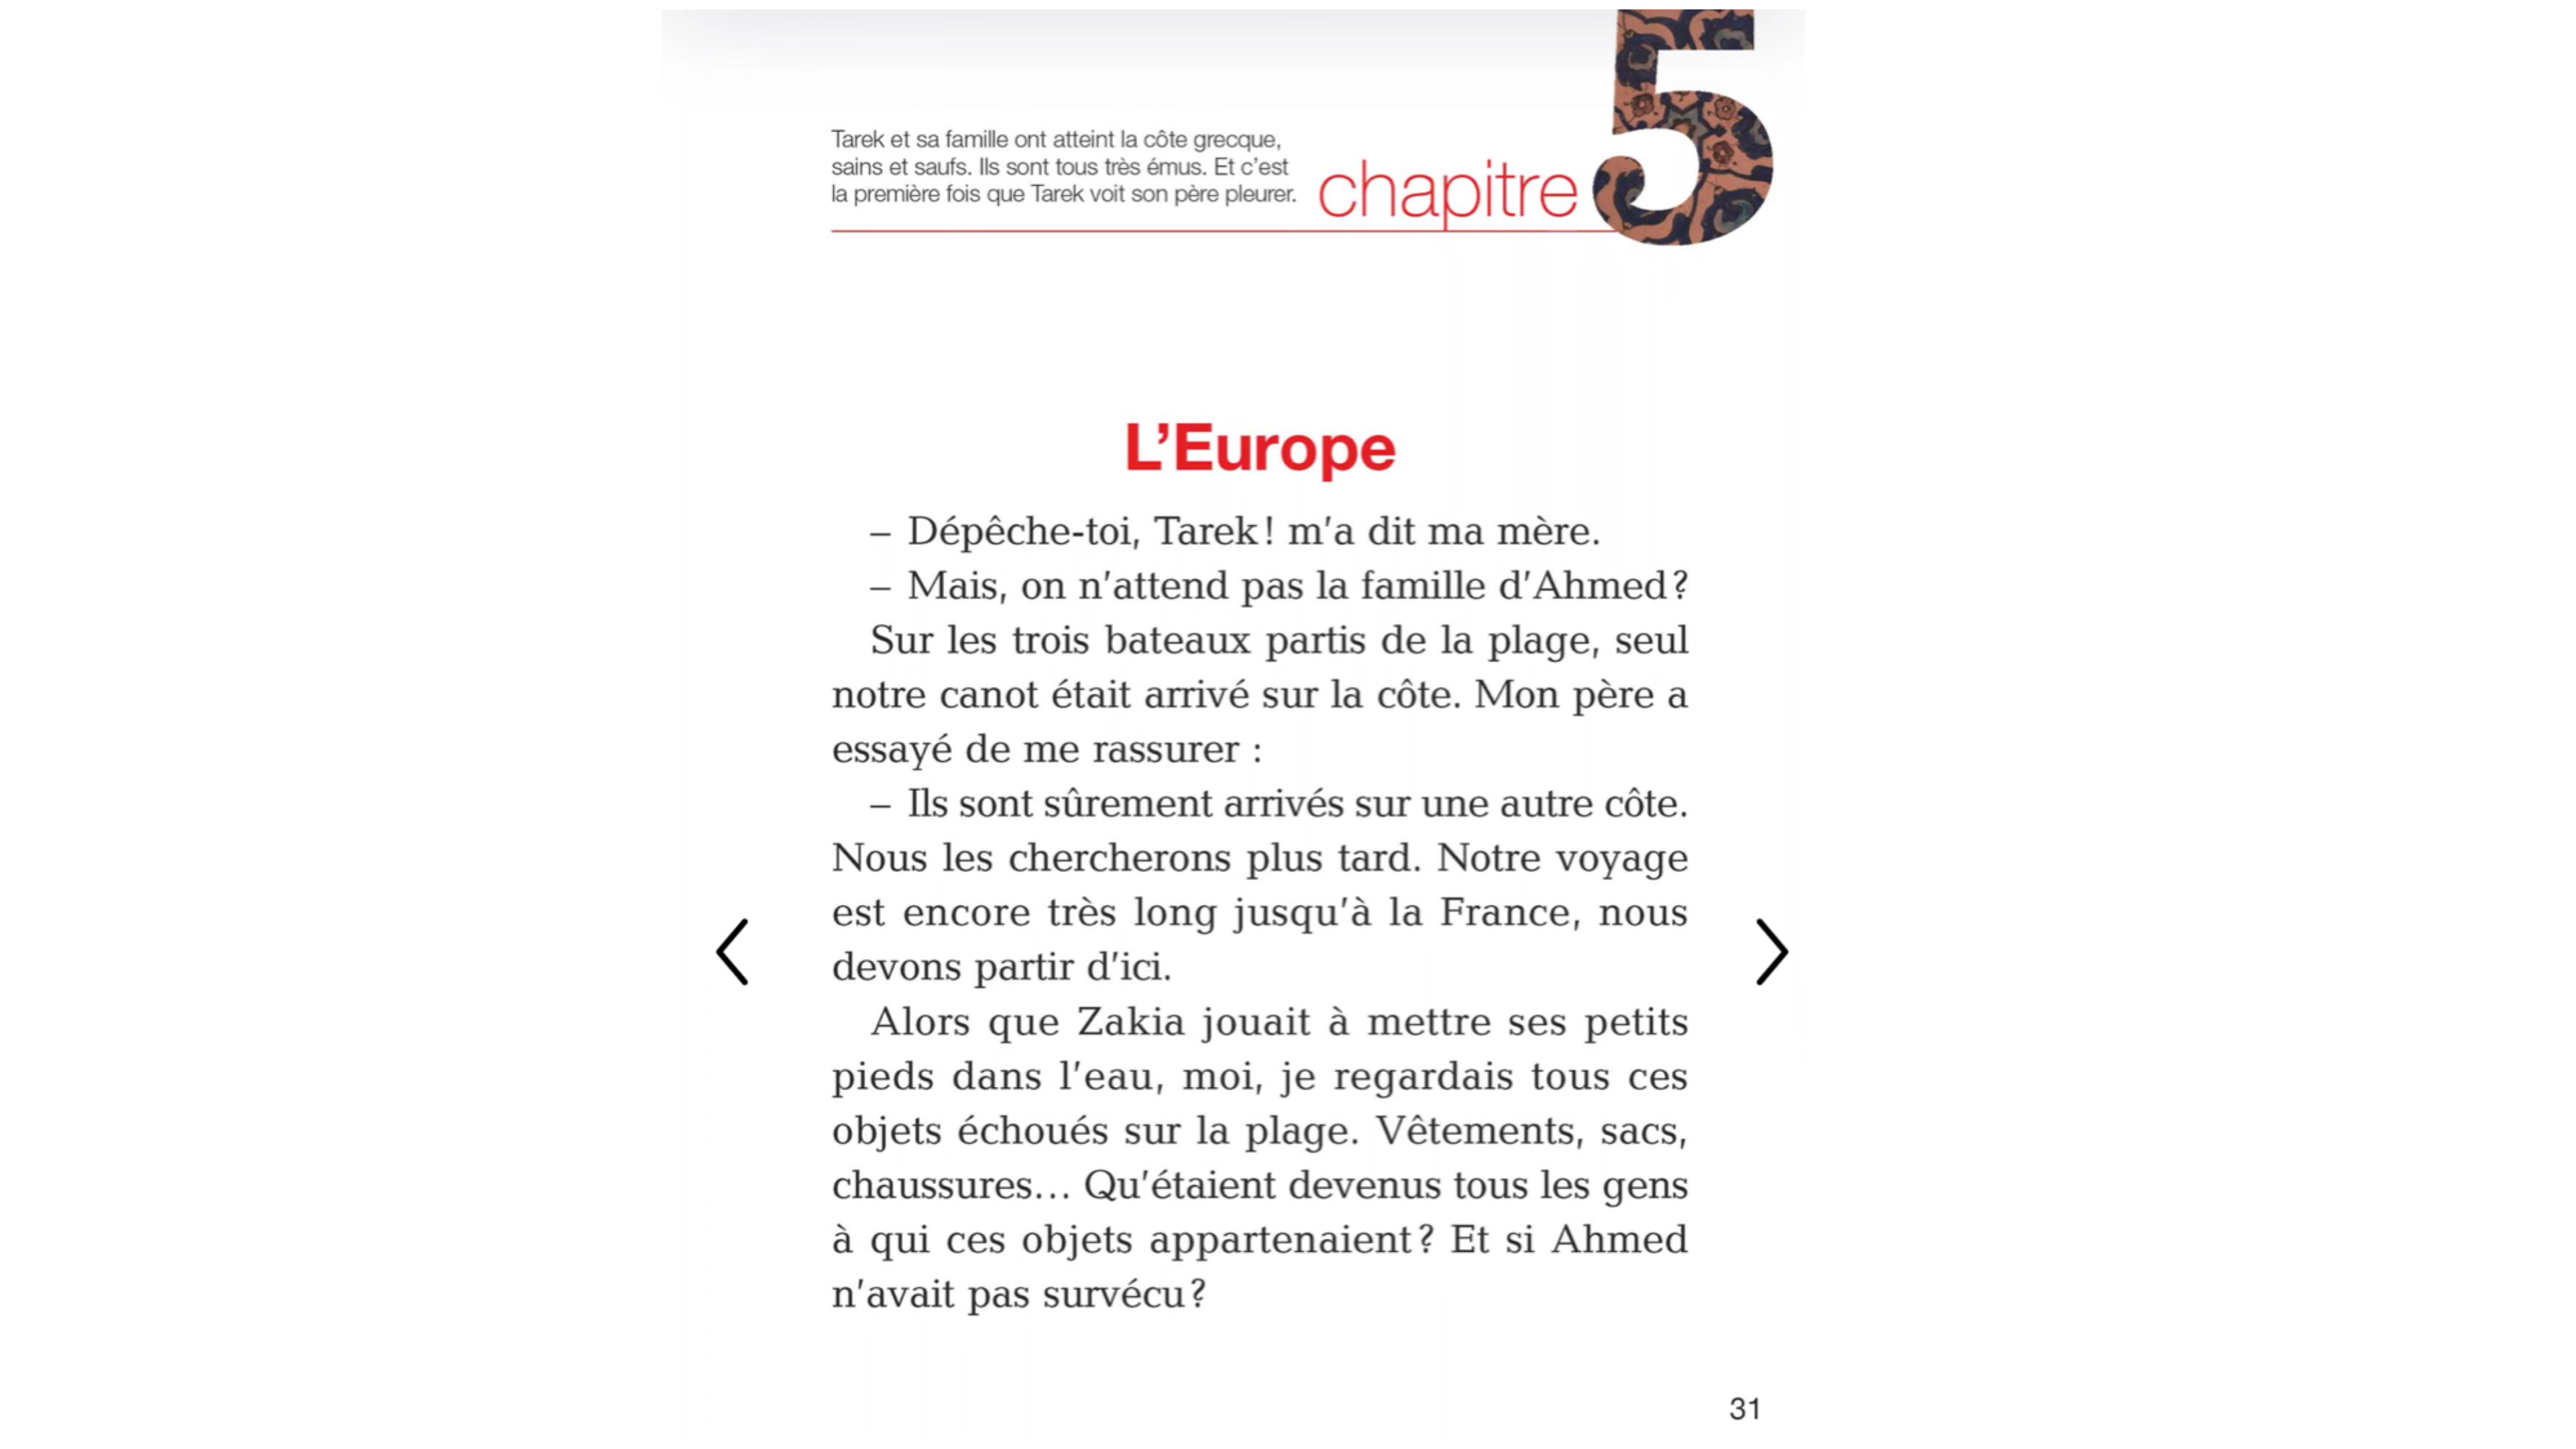 Tarek et sa famille ont atteint la côte grecque,
sains et saufs. Ils sont tous très émus. Et c’est
la première fois que Tarek voit son père pleurer.
chapitre 5
L’Europe
– Dépêche-toi, Tarek ! m’a dit ma mère.
– Mais, on n’attend pas la famille d’Ahmed ?
Sur les trois bateaux partis de la plage, seul
notre canot était arrivé sur la côte. Mon père a
essayé de me rassurer :
– Ils sont sûrement arrivés sur une autre côte.
Nous les chercherons plus tard. Notre voyage
est encore très long jusqu’à la France, nous
devons partir d’ici.
Alors que Zakia jouait à mettre ses petits
pieds dans l’eau, moi, je regardais tous ces
objets échoués sur la plage. Vêtements, sacs,
chaussures… Qu’étaient devenus tous les gens
à qui ces objets appartenaient ? Et si Ahmed
n’avait pas survécu ?
31